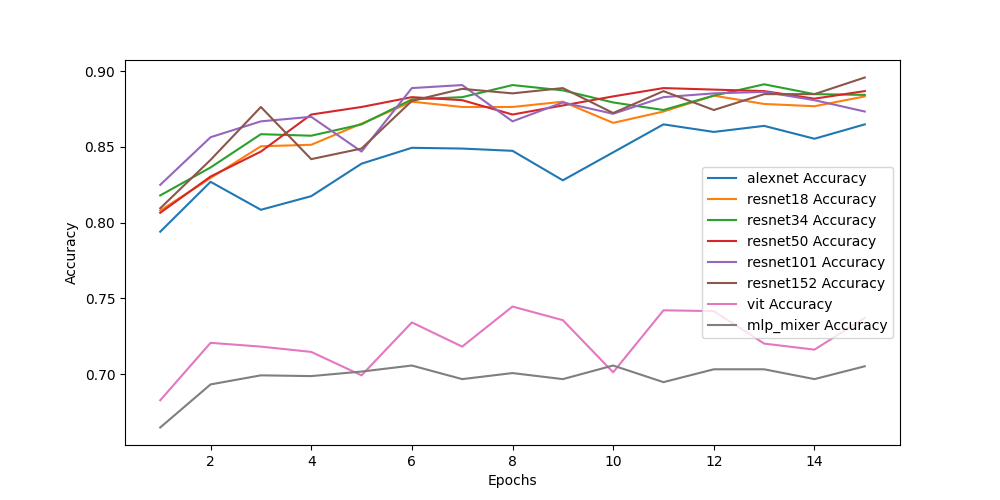 0.90
0.85
0.80
0.75
0.70
Accuracy
2 4 6 8 10 12 14
Epochs
alexnet Accuracy
resnet18 Accuracy
resnet34 Accuracy
resnet50 Accuracy
resnet101 Accuracy
resnet152 Accuracy
vit Accuracy
mlp_mixer Accuracy